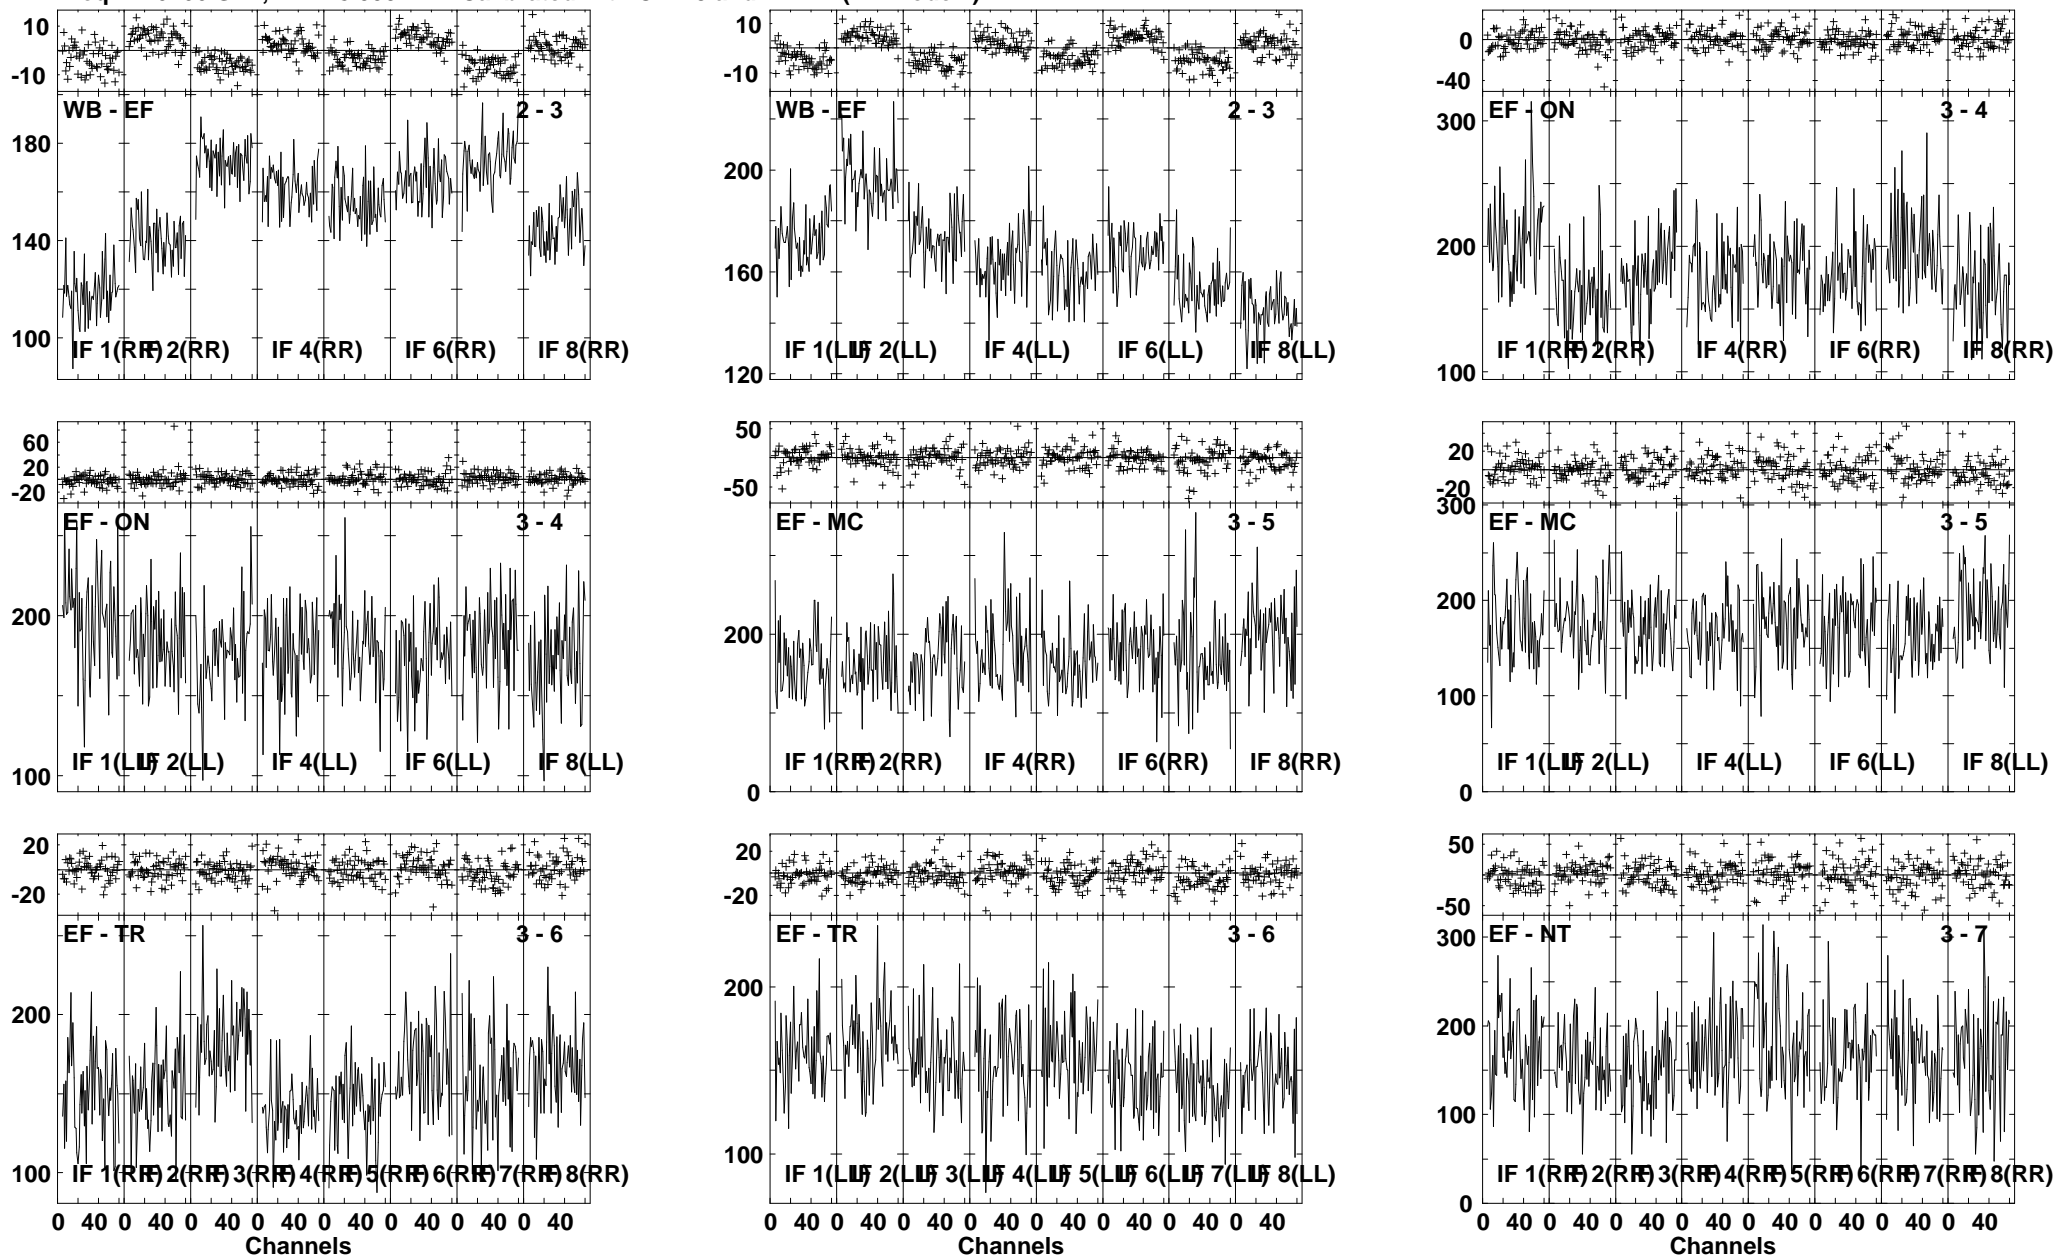 10 10 0
-10 -10 -40
WB - EF 2 - 3 WB - EF 2 - 3 EF - ON 3 - 4
180 200 300
140 160 200
100 120 100
IF 1(RR) IF 2(RR) IF 4(RR) IF 6(RR) IF 8(RR)
IF 1(LL) IF 2(LL) IF 4(LL) IF 6(LL) IF 8(LL)
IF 1(RR) IF 2(RR) IF 4(RR) IF 6(RR) IF 8(RR)
60 50 20
20
-20 -50 -20
EF - ON 3 - 4 EF - MC 3 - 5 EF - MC 3 - 5
200 200 300
100 0 200
100
0
IF 1(LL) IF 2(LL) IF 4(LL) IF 6(LL) IF 8(LL)
IF 1(RR) IF 2(RR) IF 4(RR) IF 6(RR) IF 8(RR)
IF 1(LL) IF 2(LL) IF 4(LL) IF 6(LL) IF 8(LL)
20 20 50
-20 -20 -50
EF - TR 3 - 6 EF - TR 3 - 6 EF - NT 3 - 7
200 200 300
100 100 200
100
0
IF 1(RR) IF 2(RR) IF 3(RR) IF 4(RR) IF 5(RR) IF 6(RR) IF 7(RR) IF 8(RR)
IF 1(LL) IF 2(LL) IF 3(LL) IF 4(LL) IF 5(LL) IF 6(LL) IF 7(LL) IF 8(LL)
IF 1(RR) IF 2(RR) IF 3(RR) IF 4(RR) IF 5(RR) IF 6(RR) IF 7(RR) IF 8(RR)
0 40 0 40 0 40 0 40 0 40 0 40 0 40 0 40
0 40 0 40 0 40 0 40 0 40 0 40 0 40 0 40
0 40 0 40 0 40 0 40 0 40 0 40 0 40 0 40
Channels Channels Channels